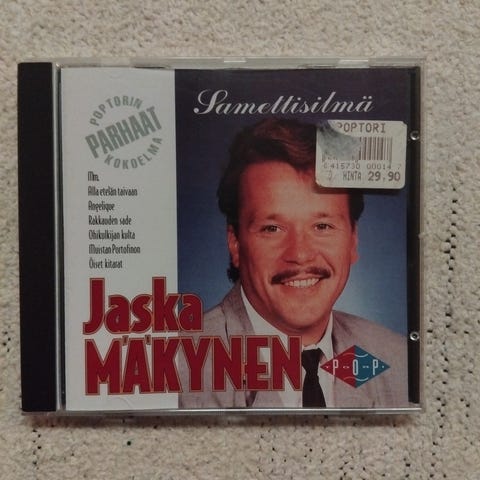 POPTORIN
PARHAAT
KOKOELMA
Samettisilmä
POPTORI
6 415730 00014 7
HINTA 29,90
Mm.
Alla etelän taivaan
Angelique
Rakkauden sade
Ohikulkijan kulta
Muistan Portofinon
Öiset kitarat
Jaska
MÄKYNEN
P·O·P